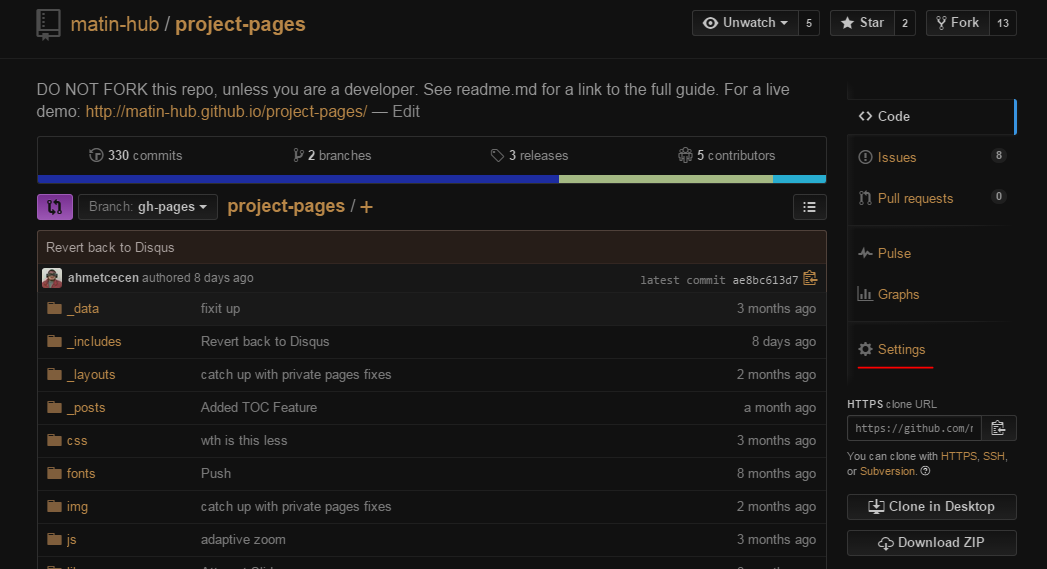 matin-hub / project-pages
Unwatch 5 Star 2 Fork 13
DO NOT FORK this repo, unless you are a developer. See readme.md for a link to the full guide. For a live
demo: http://matin-hub.github.io/project-pages/ — Edit
330 commits 2 branches 3 releases 5 contributors
Branch: gh-pages project-pages / +
Revert back to Disqus
ahmetcecen authored 8 days ago latest commit ae8bc613d7
_data fixit up 3 months ago
_includes Revert back to Disqus 8 days ago
_layouts catch up with private pages fixes 2 months ago
_posts Added TOC Feature a month ago
css wth is this less 3 months ago
fonts Push 8 months ago
img catch up with private pages fixes 2 months ago
js adaptive zoom 3 months ago
Code
Issues 8
Pull requests 0
Pulse
Graphs
Settings
HTTPS clone URL
https://github.com/
You can clone with HTTPS, SSH,
or Subversion.
Clone in Desktop
Download ZIP